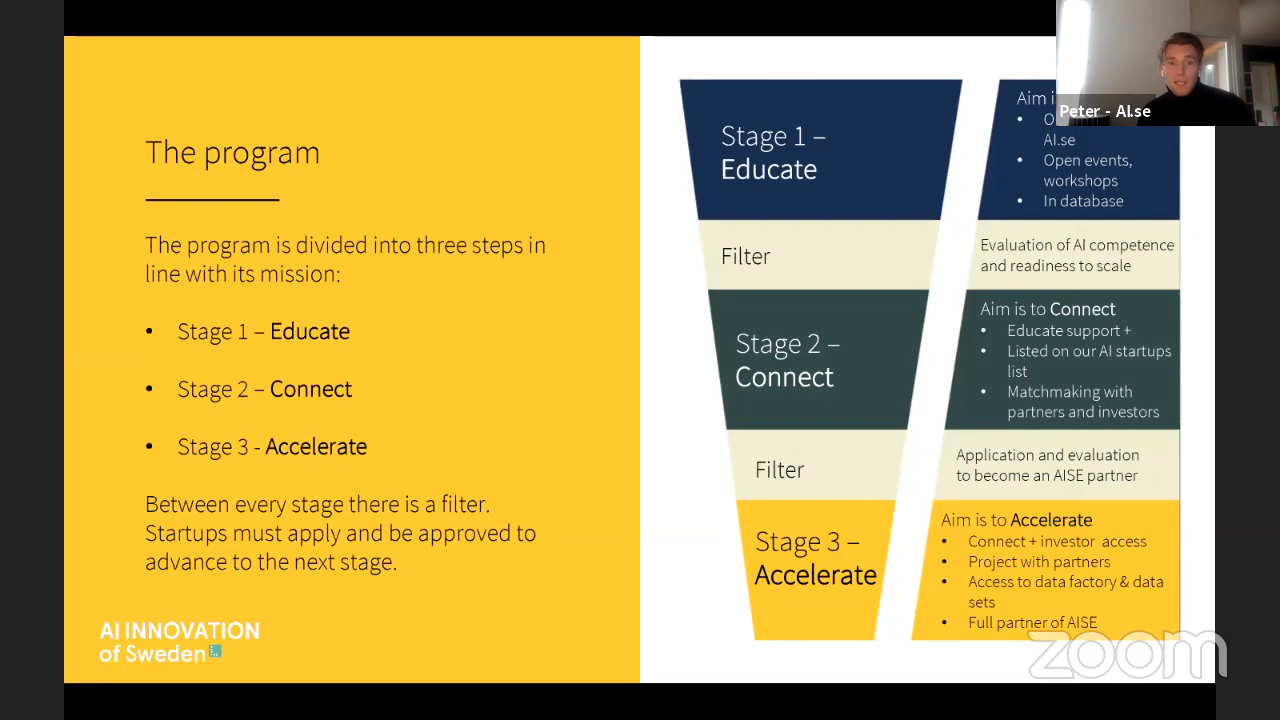 The program
The program is divided into three steps in
line with its mission:
• Stage 1 – Educate
• Stage 2 – Connect
• Stage 3 - Accelerate
Between every stage there is a filter.
Startups must apply and be approved to
advance to the next stage.
AI INNOVATION
of Sweden
Stage 1 –
Educate
Filter
Stage 2 –
Connect
Filter
Stage 3 –
Accelerate
Aim
Peter - AI.se
•
AI.se
• Open events,
workshops
• In database
Evaluation of AI competence
and readiness to scale
Aim is to Connect
• Educate support +
• Listed on our AI startups
list
• Matchmaking with
partners and investors
Application and evaluation
to become an AISE partner
Aim is to Accelerate
• Connect + investor access
• Project with partners
• Access to data factory & data
sets
• Full partner of AISE
zoom